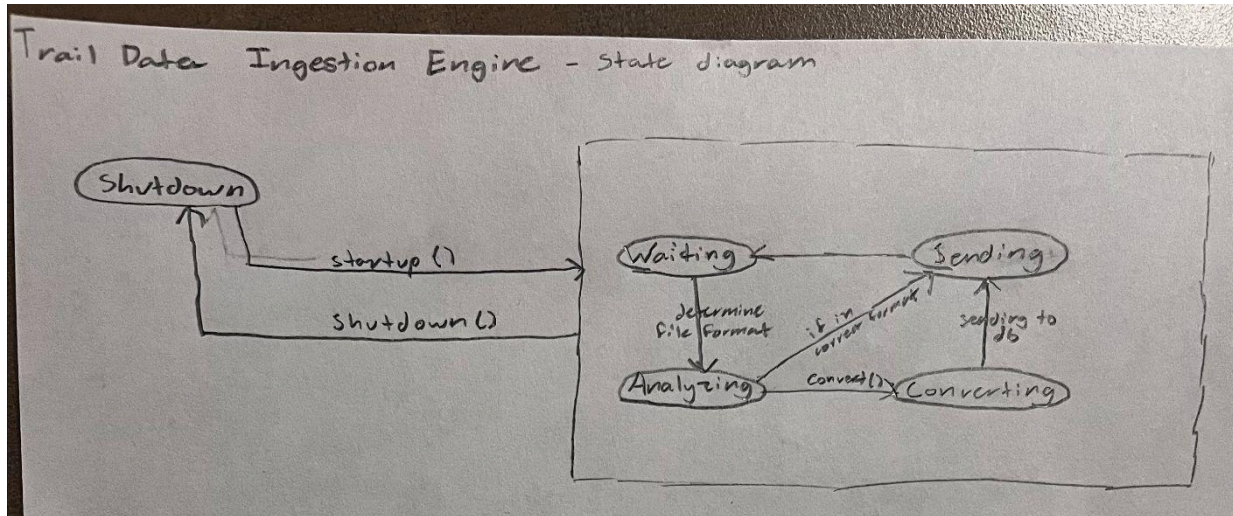 Trail Data Ingestion Engine - state diagram
Shutdown
startup ()
Shutdown()
Waiting
Sending
determine
file format
if in
correct format
sending to
db
Analyzing
Convert()
Converting